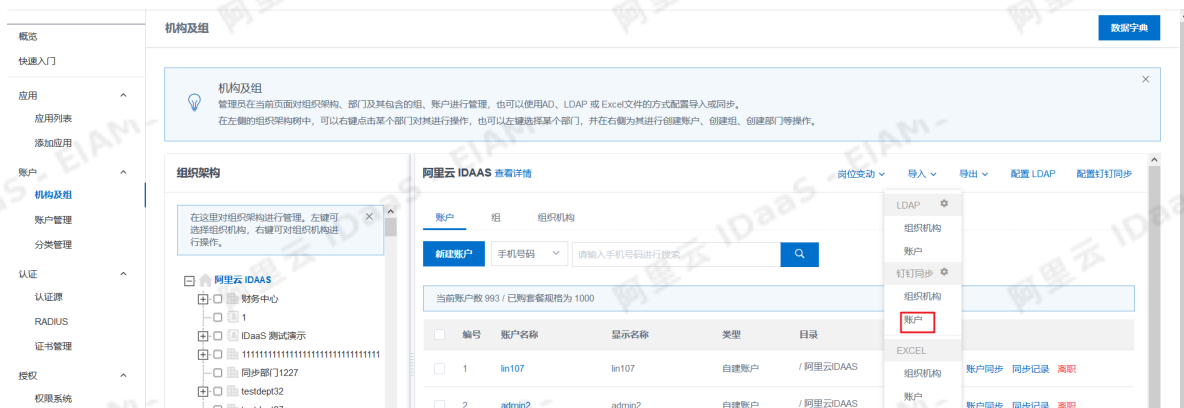 概览
快速入门
应用
应用列表
添加应用
账户
机构及组
账户管理
分类管理
认证
认证源
RADIUS
证书管理
授权
权限系统
机构及组
数据字典
机构及组
管理员在当前页面对组织架构、部门及其包含的组、账户进行管理，也可以使用AD、LDAP 或 Excel文件的方式配置导入或同步。
在左侧的组织架构树中，可以右键点击某个部门对其进行操作，也可以左键选择某个部门，并在右侧为其进行创建账户、创建组、创建部门等操作。
组织架构
在这里对组织架构进行管理。左键可
选择组织机构，右键可对组织机构进
行操作。
阿里云 IDAAS
财务中心
1
IDaaS 测试演示
11111111111111111111111111111111
同步部门1227
testdept32
阿里云 IDAAS 查看详情
岗位变动 导入 导出 配置 LDAP 配置钉钉同步
账户 组 组织机构
新建账户 手机号码 请输入手机号码进行搜索
当前账户数 993 / 已购套餐规格为 1000
编号 账户名称 显示名称 类型 目录
1 lin107 lin107 自建账户 / 阿里云IDAAS 账户同步 同步记录 离职
2 admin2 admin2 自建账户 / 阿里云IDAAS 账户同步 同步记录 离职
LDAP
组织机构
账户
钉钉同步
组织机构
账户
EXCEL
组织机构
账户
阿里云 IDaaS - EIAM -